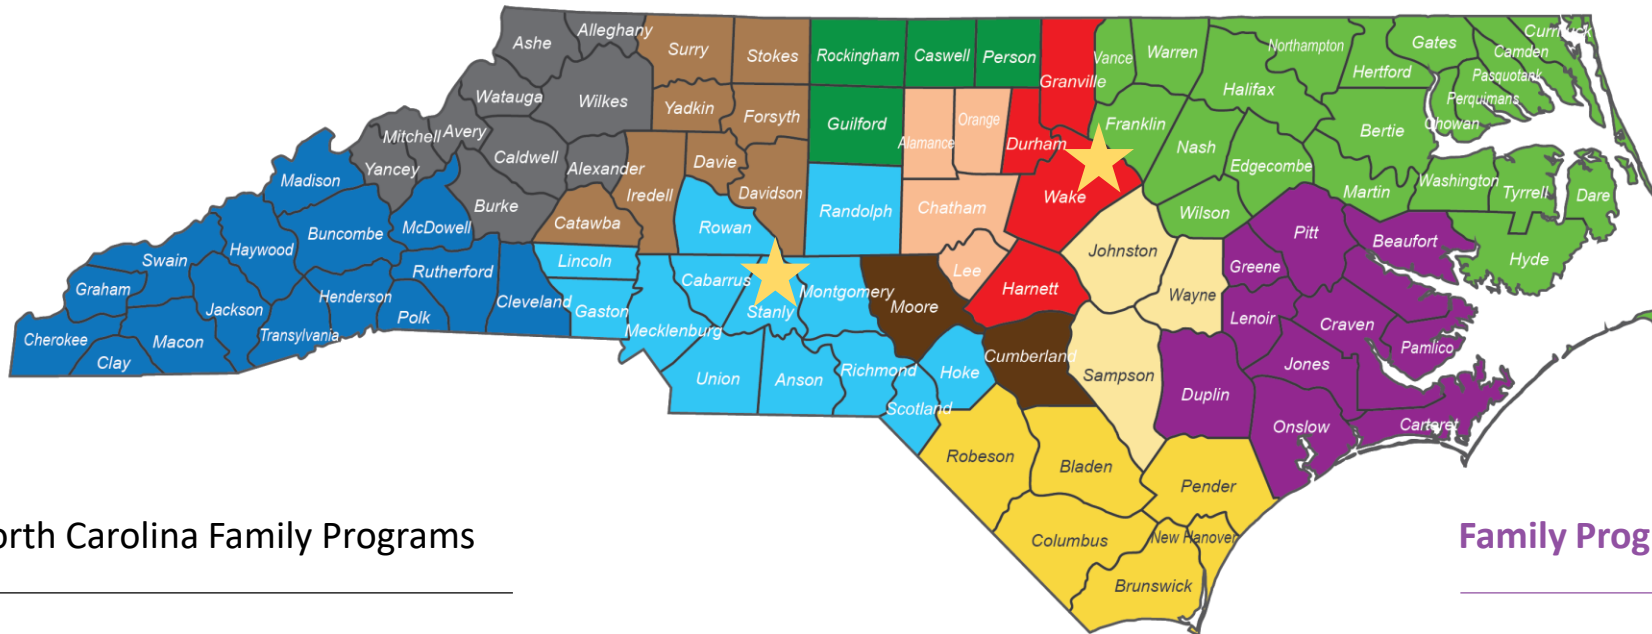 Ashe
Alleghany
Surry
Stokes
Rockingham
Caswell
Person
Granville
Vance
Warren
Northampton
Gates
Currituck
Camden
Pasquotank
Perquimans
Chowan
Hertford
Halifax
Bertie
Watauga
Wilkes
Yadkin
Forsyth
Guilford
Alamance
Orange
Durham
Franklin
Nash
Edgecombe
Martin
Washington
Tyrrell
Dare
Mitchell
Avery
Yancey
Caldwell
Alexander
Iredell
Davie
Davidson
Randolph
Chatham
Wake
Wilson
Madison
Burke
Catawba
Rowan
Johnston
Pitt
Beaufort
Hyde
Buncombe
McDowell
Haywood
Swain
Graham
Jackson
Rutherford
Lincoln
Cabarrus
Montgomery
Moore
Lee
Harnett
Wayne
Greene
Lenoir
Craven
Pamlico
Cherokee
Clay
Macon
Transylvania
Henderson
Polk
Cleveland
Gaston
Mecklenburg
Stanly
Union
Anson
Richmond
Scotland
Hoke
Cumberland
Sampson
Duplin
Jones
Onslow
Carteret
Robeson
Bladen
Pender
Columbus
New Hanover
Brunswick
orth Carolina Family Programs
Family Prog